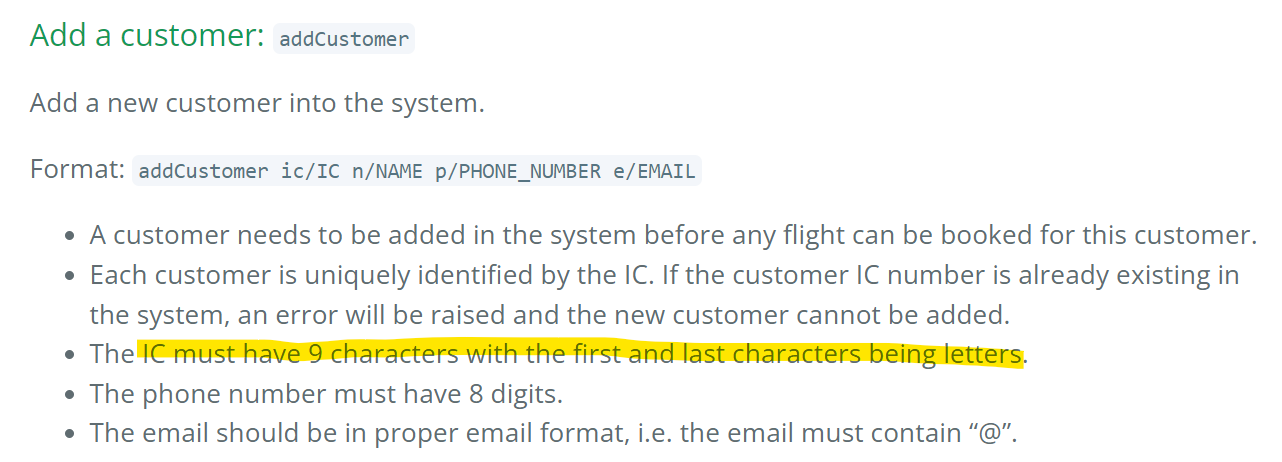 Add a customer: addCustomer
Add a new customer into the system.
Format: addCustomer ic/IC n/NAME p/PHONE_NUMBER e/EMAIL
• A customer needs to be added in the system before any flight can be booked for this customer.
• Each customer is uniquely identified by the IC. If the customer IC number is already existing in
the system, an error will be raised and the new customer cannot be added.
• The IC must have 9 characters with the first and last characters being letters.
• The phone number must have 8 digits.
• The email should be in proper email format, i.e. the email must contain “@”.